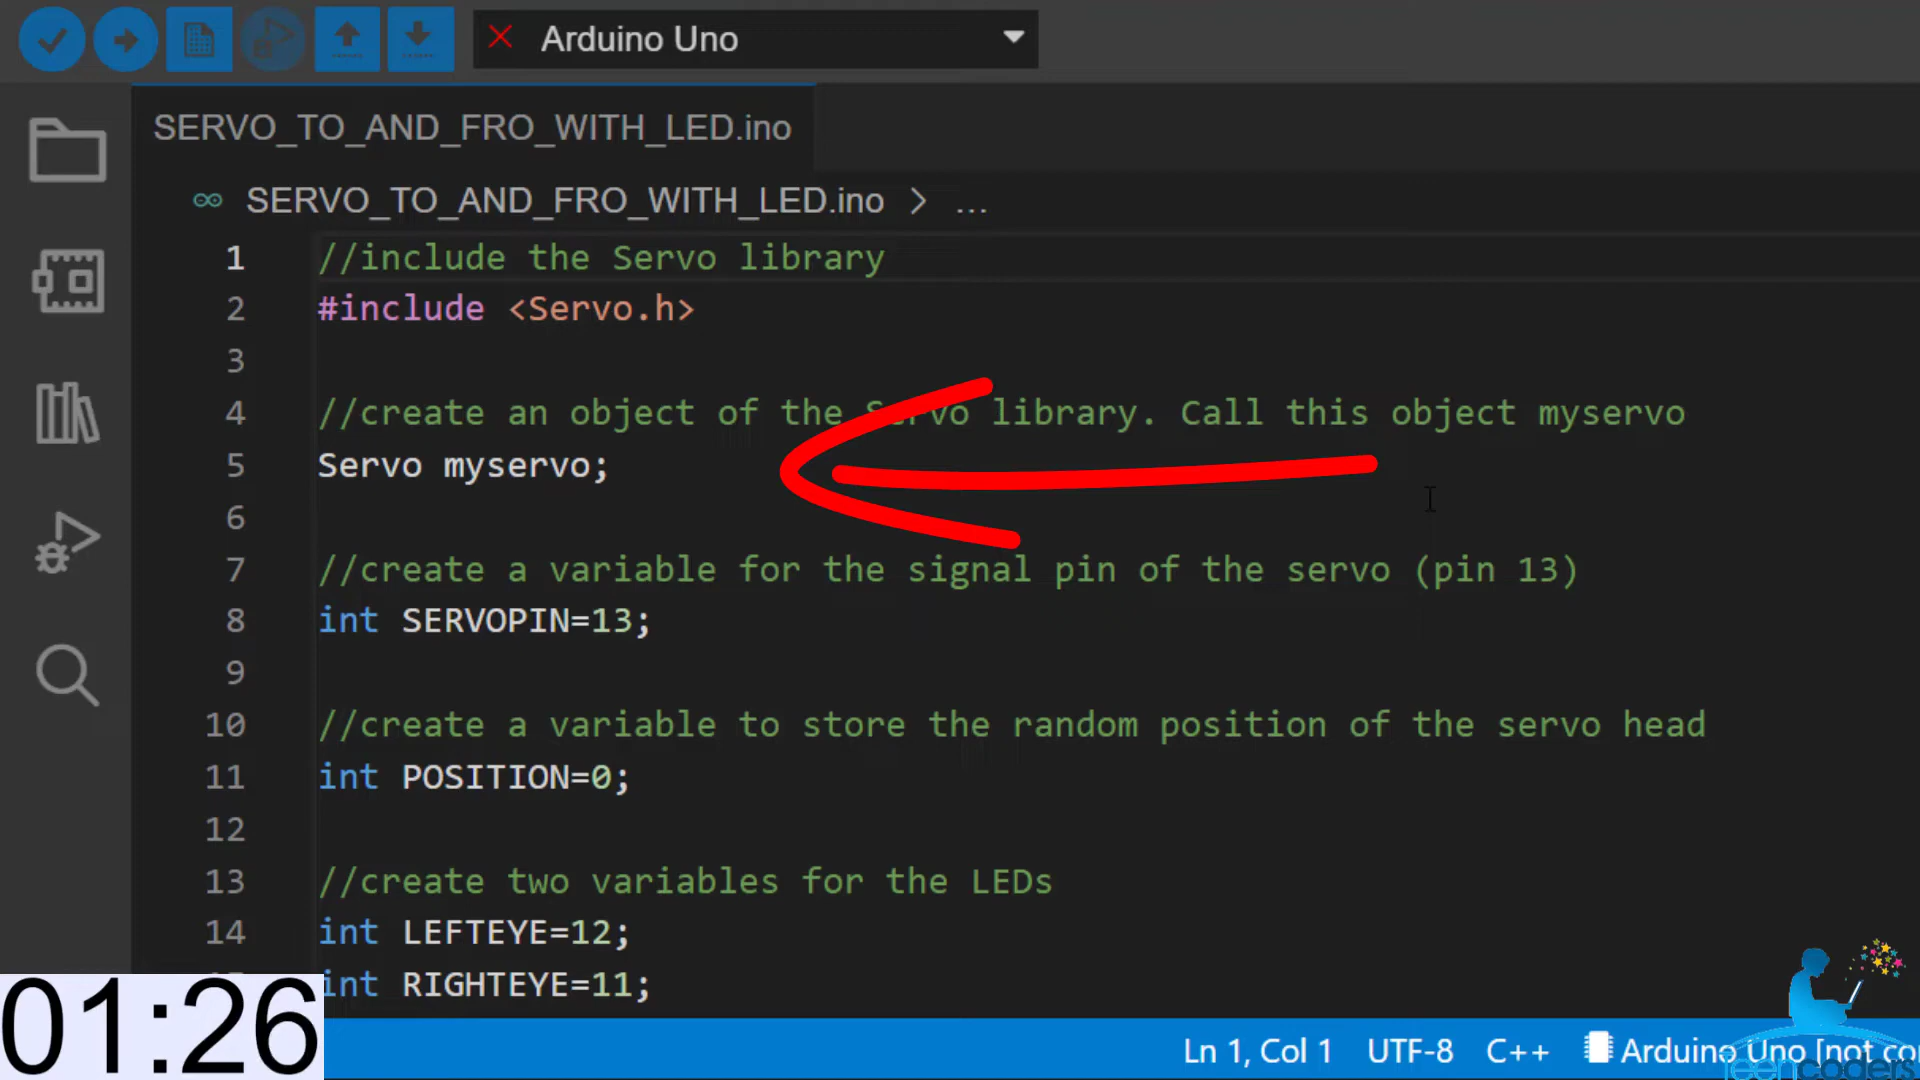 Arduino Uno
SERVO_TO_AND_FRO_WITH_LED.ino
SERVO_TO_AND_FRO_WITH_LED.ino > ...
1 //include the Servo library
2 #include <Servo.h>
3
4 //create an object of the Servo library. Call this object myservo
5 Servo myservo;
6
7 //create a variable for the signal pin of the servo (pin 13)
8 int SERVOPIN=13;
9
10 //create a variable to store the random position of the servo head
11 int POSITION=0;
12
13 //create two variables for the LEDs
14 int LEFTEYE=12;
int RIGHTEYE=11;
01:26
Ln 1, Col 1 UTF-8 C++ Arduino Uno [not co
teencoders